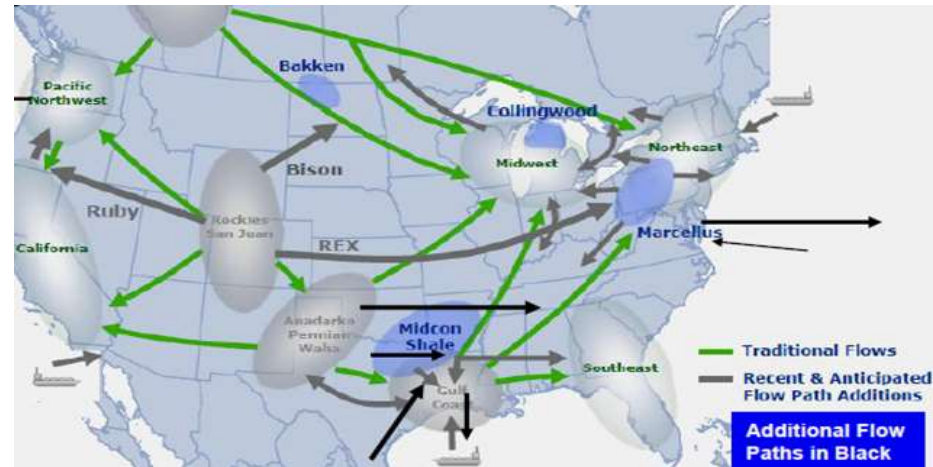 Bakken
Pacific
Northwest
Collingwood
Northeast
Midwest
Bison
Ruby
Rockies
San Juan
Marcellus
California
REX
Anadarko
Permian
Waha
Midcon
Shale
Southeast
Gulf
Coast
Traditional Flows
Recent & Anticipated
Flow Path Additions
Additional Flow
Paths in Black